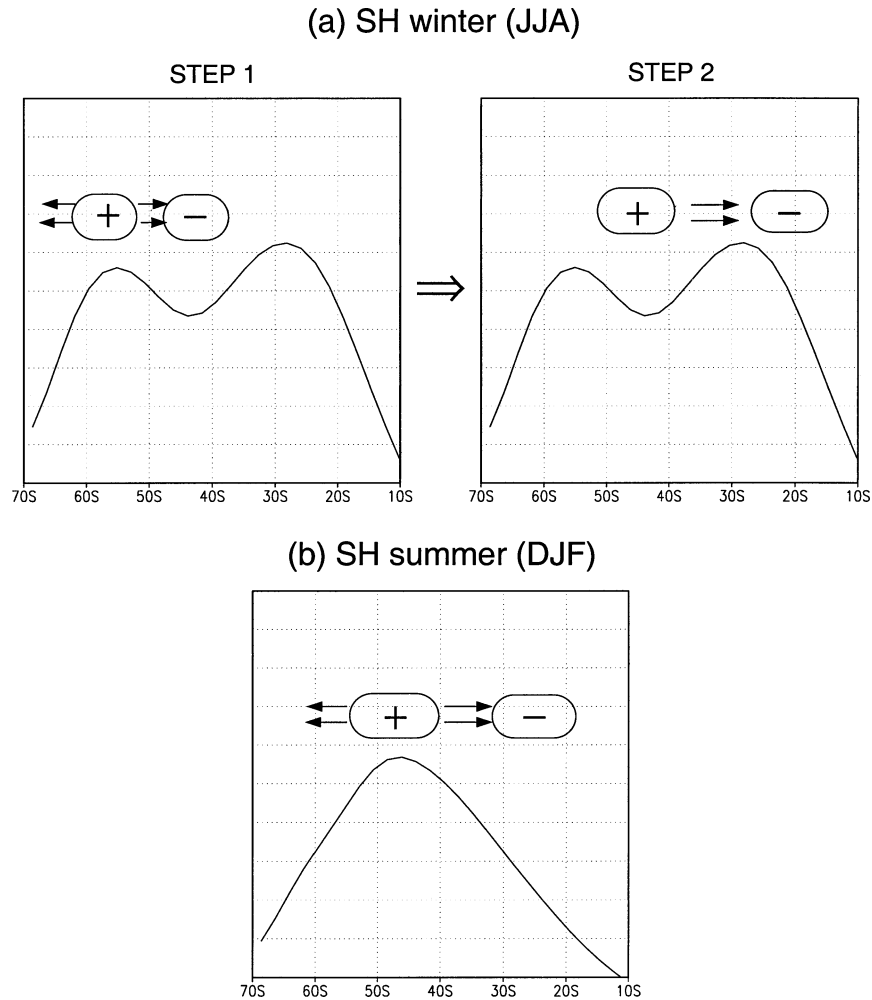 (a) SH winter (JJA)
STEP 1
STEP 2
+ −
+ −
⇒
70S 60S 50S 40S 30S 20S 10S
70S 60S 50S 40S 30S 20S 10S
(b) SH summer (DJF)
+ −
70S 60S 50S 40S 30S 20S 10S